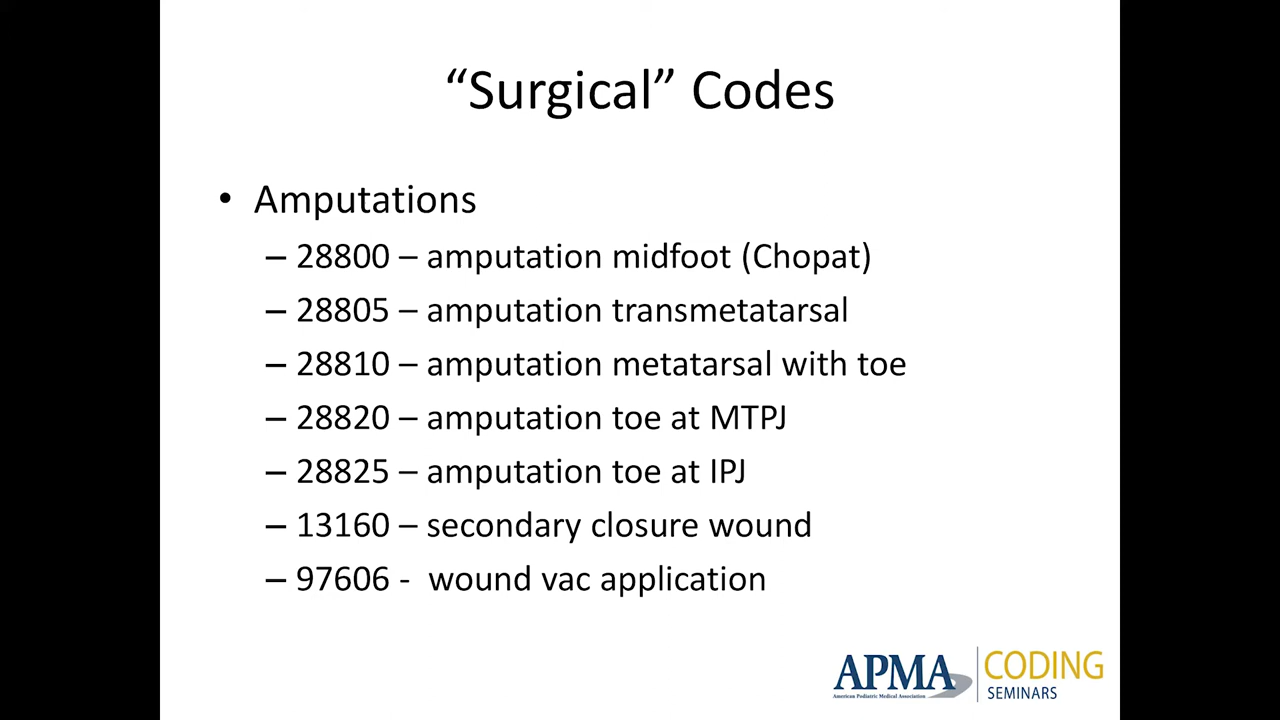 “Surgical” Codes
• Amputations
– 28800 – amputation midfoot (Chopat)
– 28805 – amputation transmetatarsal
– 28810 – amputation metatarsal with toe
– 28820 – amputation toe at MTPJ
– 28825 – amputation toe at IPJ
– 13160 – secondary closure wound
– 97606 - wound vac application
APMA
American Podiatric Medical Association
CODING
SEMINARS